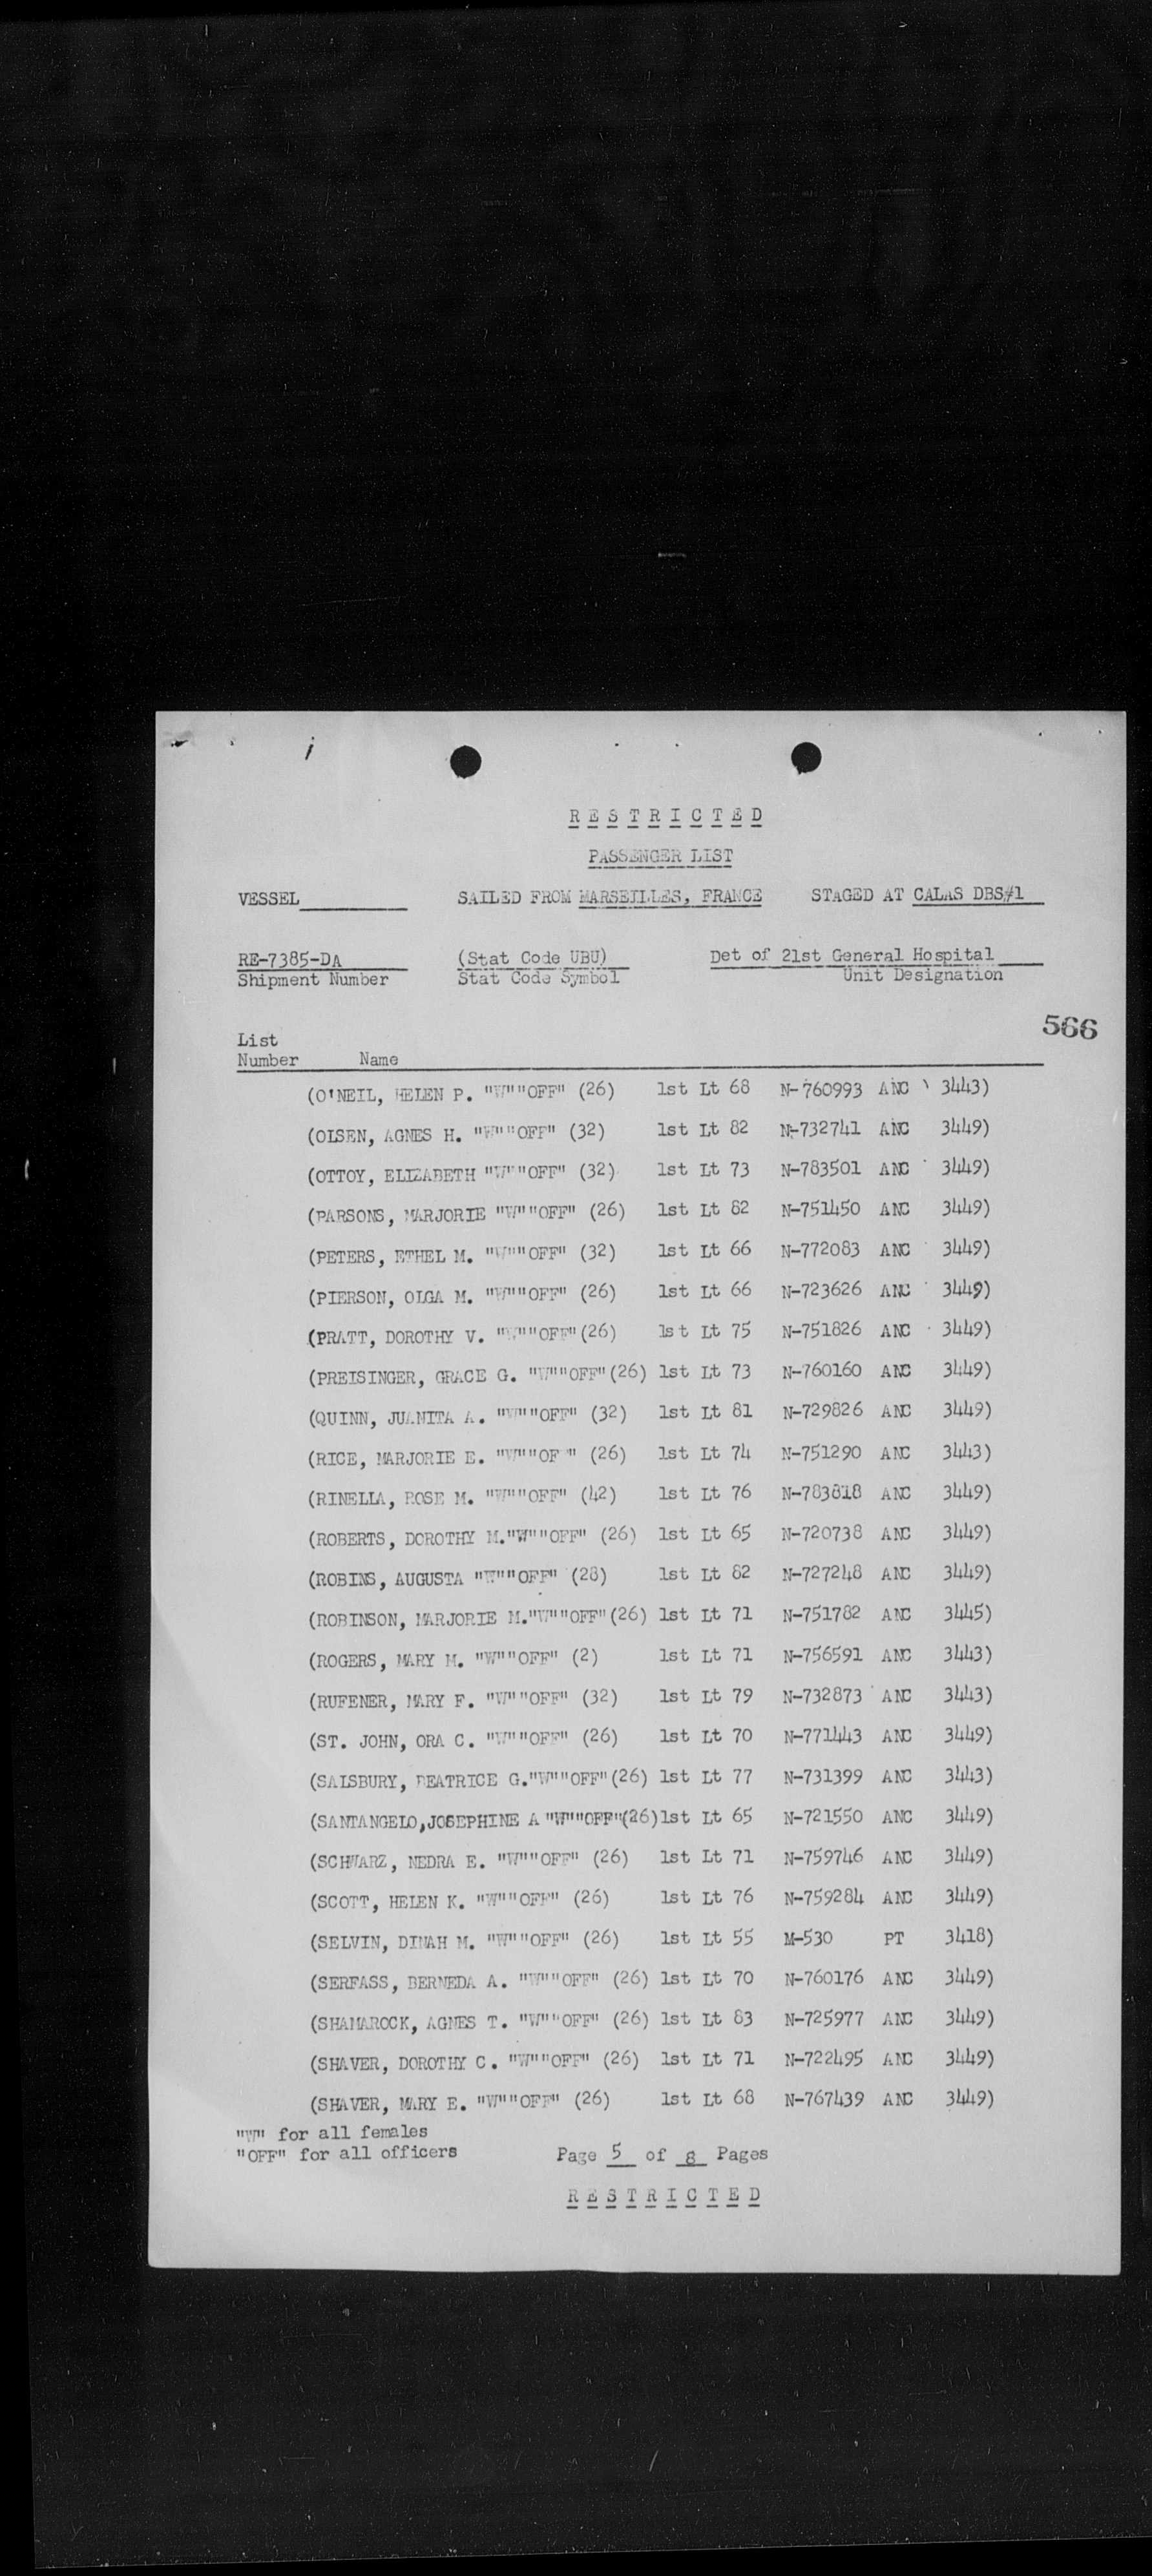 RESTRICTED
PASSENGER LIST
VESSEL________ SAILED FROM MARSEILLES, FRANCE STAGED AT CALAS DBS#1
RE-7385-DA (Stat Code UBU) Det of 21st General Hospital
Shipment Number Stat Code Symbol Unit Designation
566
List
Number Name
(O'NEIL, HELEN P. "W""OFF" (26) 1st Lt 68 N-760993 ANC 3443)
(OLSEN, AGNES H. "W""OFF" (32) 1st Lt 82 N-732741 ANC 3449)
(OTTOY, ELIZABETH "W""OFF" (32) 1st Lt 73 N-783501 ANC 3449)
(PARSONS, MARJORIE "W""OFF" (26) 1st Lt 82 N-751450 ANC 3449)
(PETERS, ETHEL M. "W""OFF" (32) 1st Lt 66 N-772083 ANC 3449)
(PIERSON, OLGA M. "W""OFF" (26) 1st Lt 66 N-723626 ANC 3449)
(PRATT, DOROTHY V. "W""OFF"(26) 1st Lt 75 N-751826 ANC 3449)
(PREISINGER, GRACE G. "W""OFF"(26) 1st Lt 73 N-760160 ANC 3449)
(QUINN, JUANITA A. "W""OFF" (32) 1st Lt 81 N-729826 ANC 3449)
(RICE, MARJORIE E. "W""OF " (26) 1st Lt 74 N-751290 ANC 3443)
(RINELLA, ROSE M. "W""OFF" (42) 1st Lt 76 N-783818 ANC 3449)
(ROBERTS, DOROTHY M."W""OFF" (26) 1st Lt 65 N-720738 ANC 3449)
(ROBINS, AUGUSTA "W""OFF" (28) 1st Lt 82 N-727248 ANC 3449)
(ROBINSON, MARJORIE M."W""OFF"(26) 1st Lt 71 N-751782 ANC 3445)
(ROGERS, MARY M. "W""OFF" (2) 1st Lt 71 N-756591 ANC 3443)
(RUFENER, MARY F. "W""OFF" (32) 1st Lt 79 N-732873 ANC 3443)
(ST. JOHN, ORA C. "W""OFF" (26) 1st Lt 70 N-771443 ANC 3449)
(SALSBURY, BEATRICE G."W""OFF"(26) 1st Lt 77 N-731399 ANC 3443)
(SANTANGELO,JOSEPHINE A "W""OFF"(26)1st Lt 65 N-721550 ANC 3449)
(SCHWARZ, NEDRA E. "W""OFF" (26) 1st Lt 71 N-759746 ANC 3449)
(SCOTT, HELEN K. "W""OFF" (26) 1st Lt 76 N-759284 ANC 3449)
(SELVIN, DINAH M. "W""OFF" (26) 1st Lt 55 M-530 PT 3418)
(SERFASS, BERNEDA A. "W""OFF" (26) 1st Lt 70 N-760176 ANC 3449)
(SHAMAROCK, AGNES T. "W""OFF" (26) 1st Lt 83 N-725977 ANC 3449)
(SHAVER, DOROTHY C. "W""OFF" (26) 1st Lt 71 N-722495 ANC 3449)
(SHAVER, MARY E. "W""OFF" (26) 1st Lt 68 N-767439 ANC 3449)
"W" for all females
"OFF" for all officers Page 5 of 8 Pages
RESTRICTED